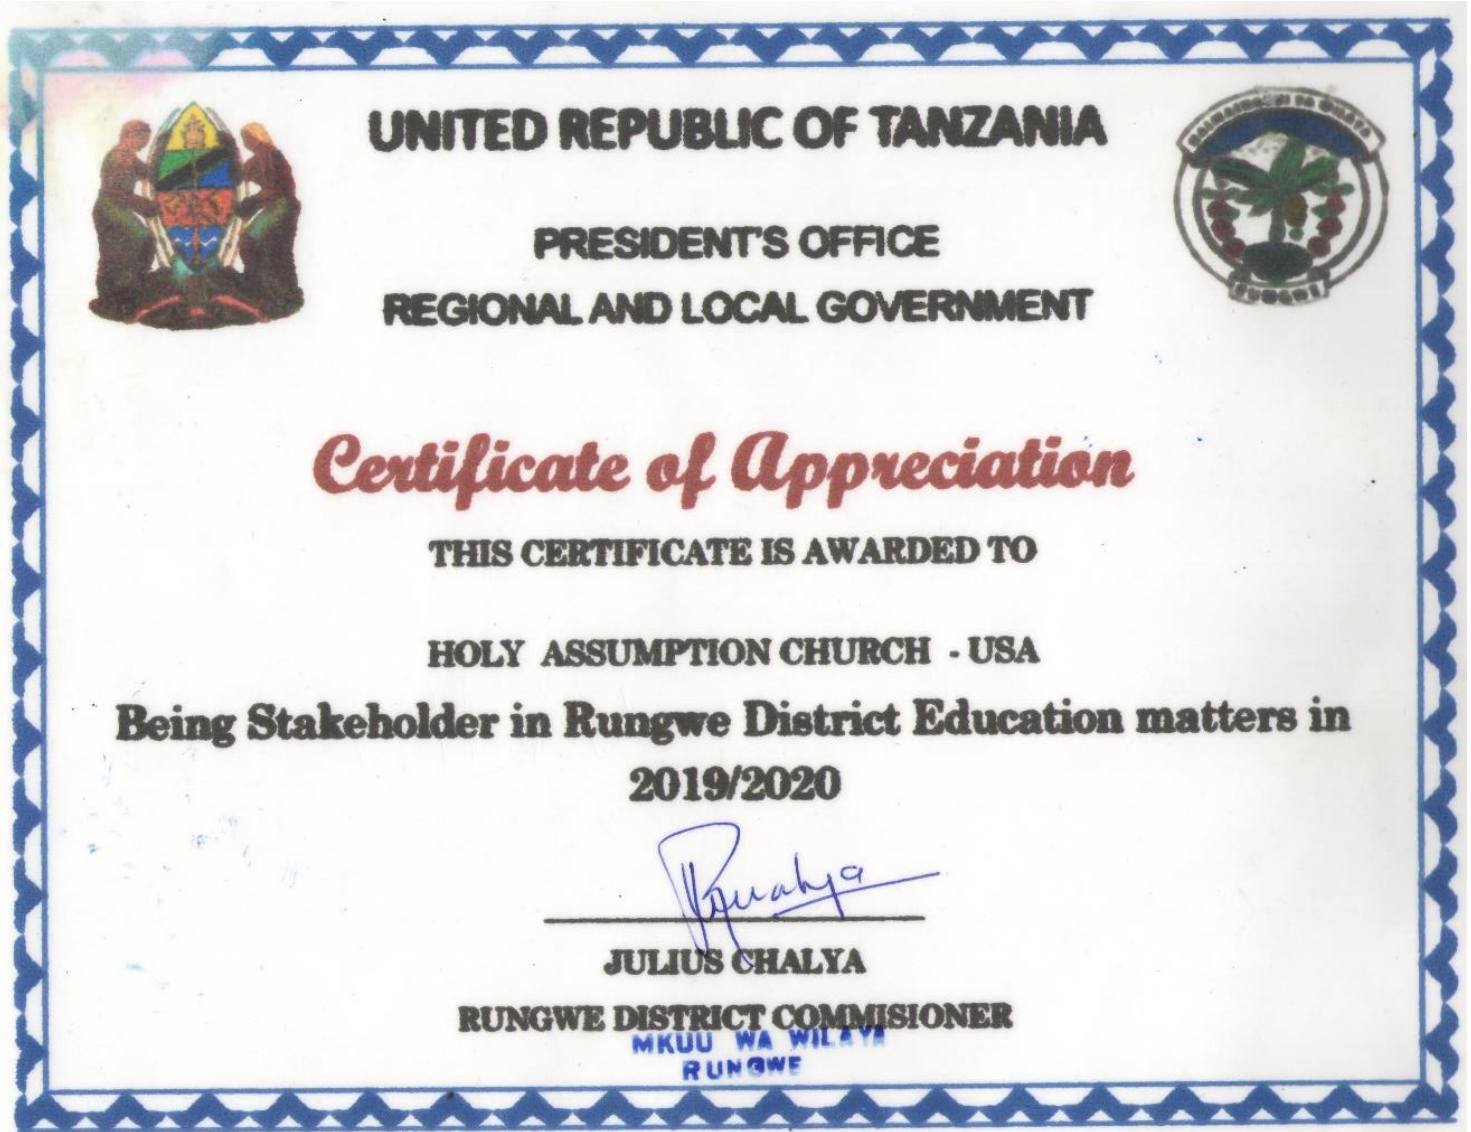 UNITED REPUBLIC OF TANZANIA
PRESIDENT'S OFFICE
REGIONAL AND LOCAL GOVERNMENT
RUNGWE
Certificate of Appreciation
THIS CERTIFICATE IS AWARDED TO
HOLY ASSUMPTION CHURCH - USA
Being Stakeholder in Rungwe District Education matters in
2019/2020
JULIUS CHALYA
RUNGWE DISTRICT COMMISIONER
MKUU WA WILAYA
RUNGWE